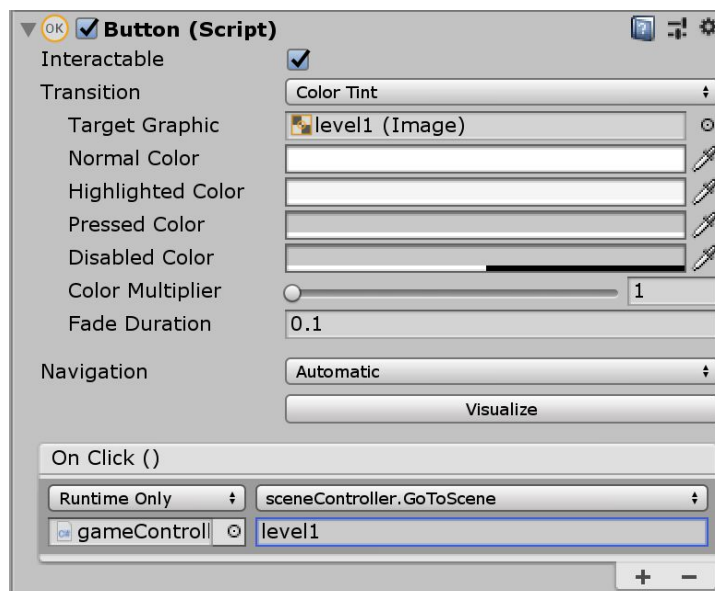 OK Button (Script)
Interactable
Transition Color Tint
Target Graphic level1 (Image)
Normal Color
Highlighted Color
Pressed Color
Disabled Color
Color Multiplier 1
Fade Duration 0.1
Navigation Automatic
Visualize
On Click ()
Runtime Only sceneController.GoToScene
gameControll level1
+ −